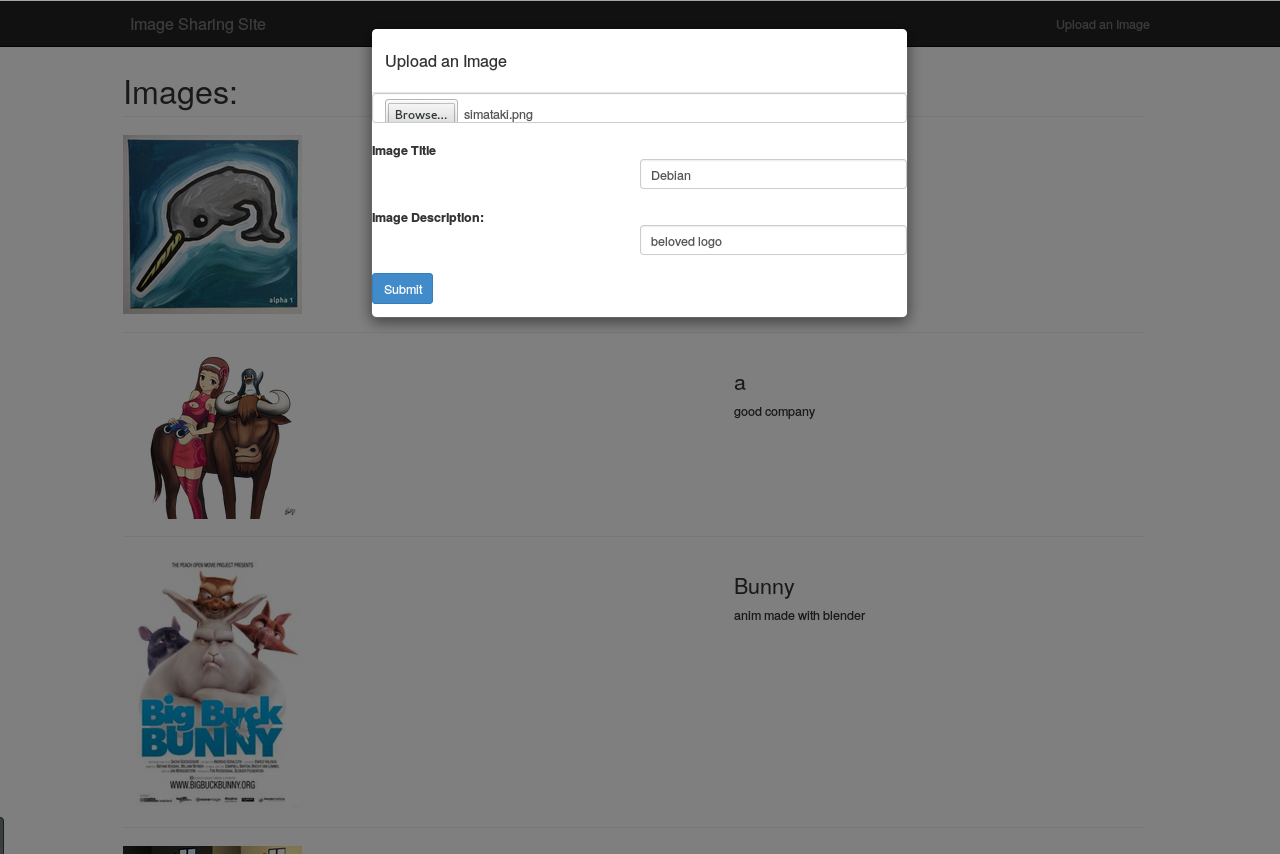 Image Sharing Site
Upload an Image
Upload an Image
Images:
Browse... simataki.png
Image Title
Debian
Image Description:
beloved logo
Submit
alpha 1
a
good company
THE PEACH OPEN MOVIE PROJECT PRESENTS
Bunny
anim made with blender
Big Buck
BUNNY
WWW.BIGBUCKBUNNY.ORG